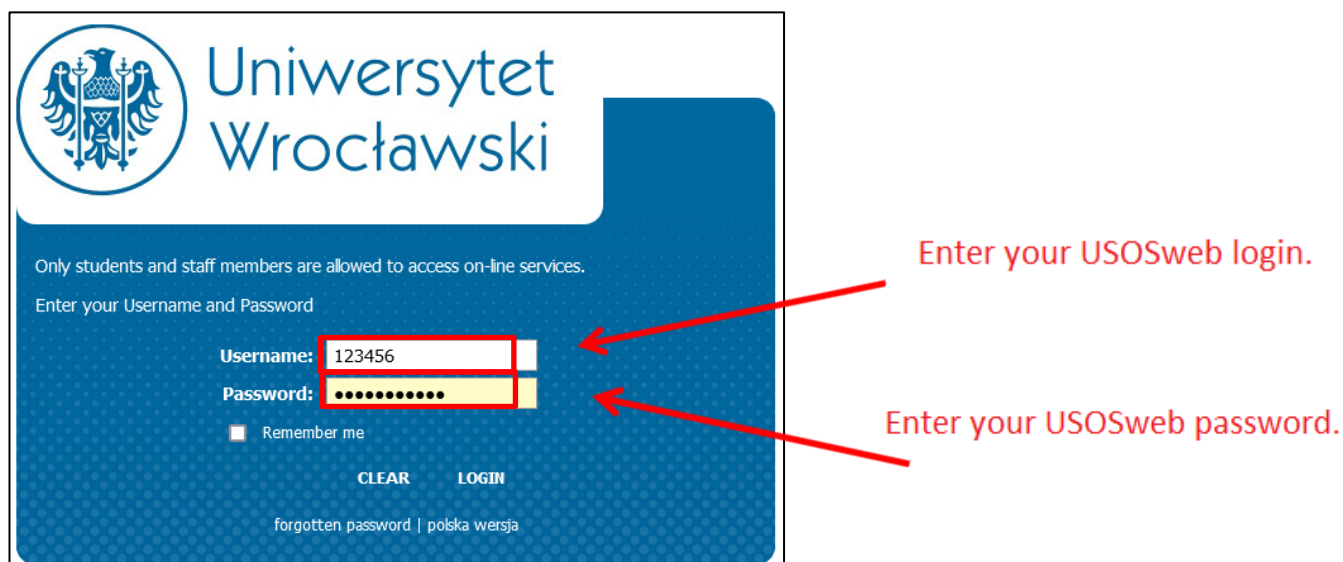 Uniwersytet
Wrocławski
Only students and staff members are allowed to access on-line services.
Enter your Username and Password
Username: 123456
Password: •••••••••••
Remember me
CLEAR LOGIN
forgotten password | polska wersja
Enter your USOSweb login.
Enter your USOSweb password.